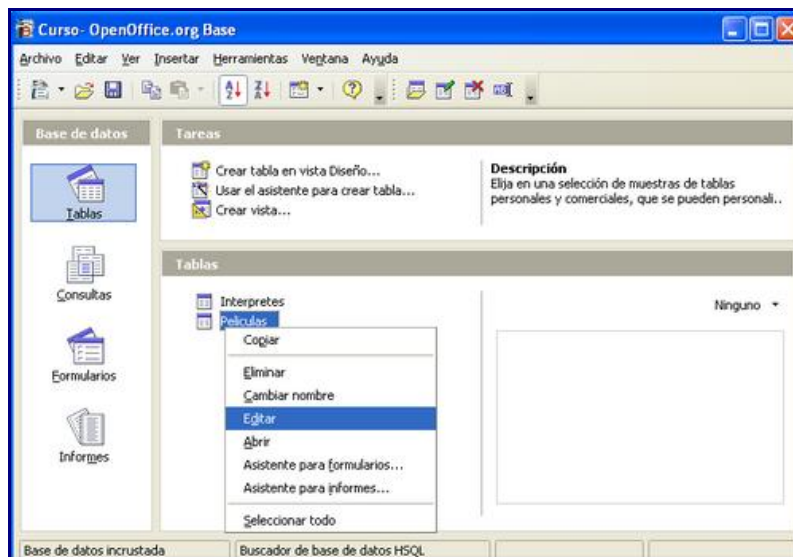 Curso- OpenOffice.org Base
Archivo Editar Ver Insertar Herramientas Ventana Ayuda
Base de datos
Tablas
Consultas
Formularios
Informes
Tareas
Crear tabla en vista Diseño...
Usar el asistente para crear tabla...
Crear vista...
Descripción
Elija en una selección de muestras de tablas
personales y comerciales, que se pueden personali..
Tablas
Interpretes
Peliculas
Copiar
Eliminar
Cambiar nombre
Editar
Abrir
Asistente para formularios...
Asistente para informes...
Seleccionar todo
Ninguno
Base de datos incrustada
Buscador de base de datos HSQL